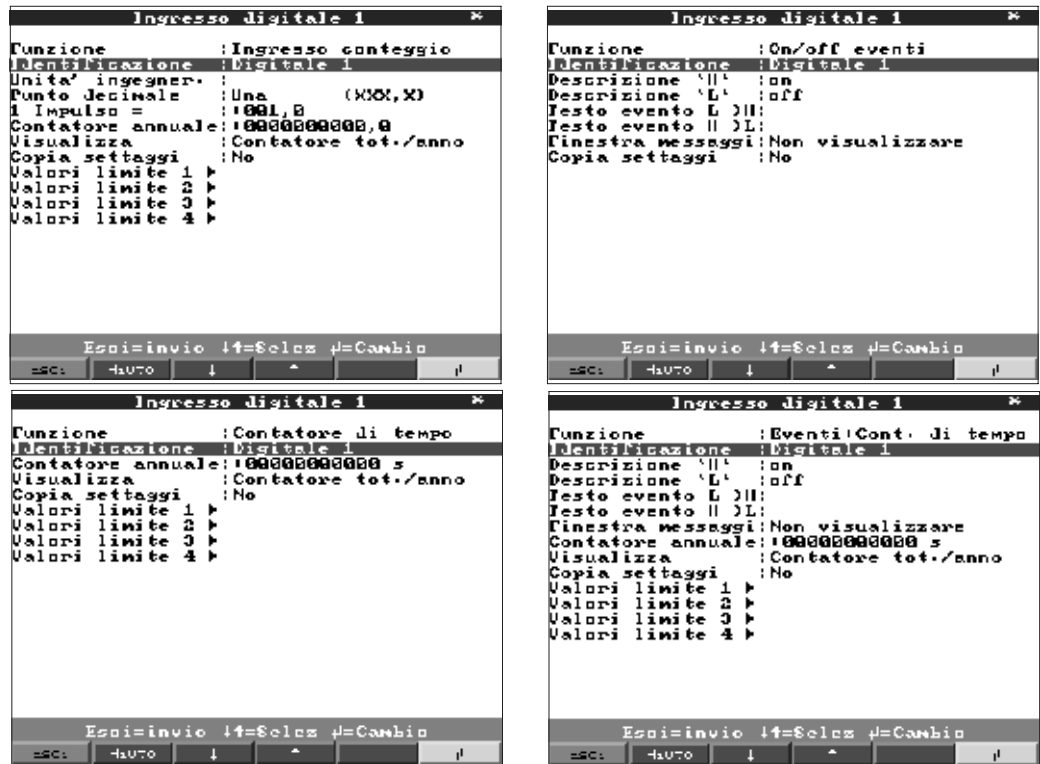 Ingresso digitale 1
Funzione :Ingresso conteggio
Identificazione :Digitale 1
Unita' ingegner. :
Punto decimale :Una (XXX,X)
1 Impulso = :+001,0
Contatore annuale:+0000000000,0
Visualizza :Contatore tot./anno
Copia settaggi :No
Valori limite 1
Valori limite 2
Valori limite 3
Valori limite 4
Esci=invio ↓↑=Selez ↵=Cambio
ESC: AIUTO ↓ ↑ ↵
Ingresso digitale 1
Funzione :On/off eventi
Identificazione :Digitale 1
Descrizione 'H' :on
Descrizione 'L' :off
Testo evento L >H:
Testo evento H >L:
Finestra messaggi:Non visualizzare
Copia settaggi :No
Esci=invio ↓↑=Selez ↵=Cambio
ESC: AIUTO ↓ ↑ ↵
Ingresso digitale 1
Funzione :Contatore di tempo
Identificazione :Digitale 1
Contatore annuale:+00000000000 s
Visualizza :Contatore tot./anno
Copia settaggi :No
Valori limite 1
Valori limite 2
Valori limite 3
Valori limite 4
Esci=invio ↓↑=Selez ↵=Cambio
ESC: AIUTO ↓ ↑ ↵
Ingresso digitale 1
Funzione :Eventi+Cont. di tempo
Identificazione :Digitale 1
Descrizione 'H' :on
Descrizione 'L' :off
Testo evento L >H:
Testo evento H >L:
Finestra messaggi:Non visualizzare
Contatore annuale:+00000000000 s
Visualizza :Contatore tot./anno
Copia settaggi :No
Valori limite 1
Valori limite 2
Valori limite 3
Valori limite 4
Esci=invio ↓↑=Selez ↵=Cambio
ESC: AIUTO ↓ ↑ ↵